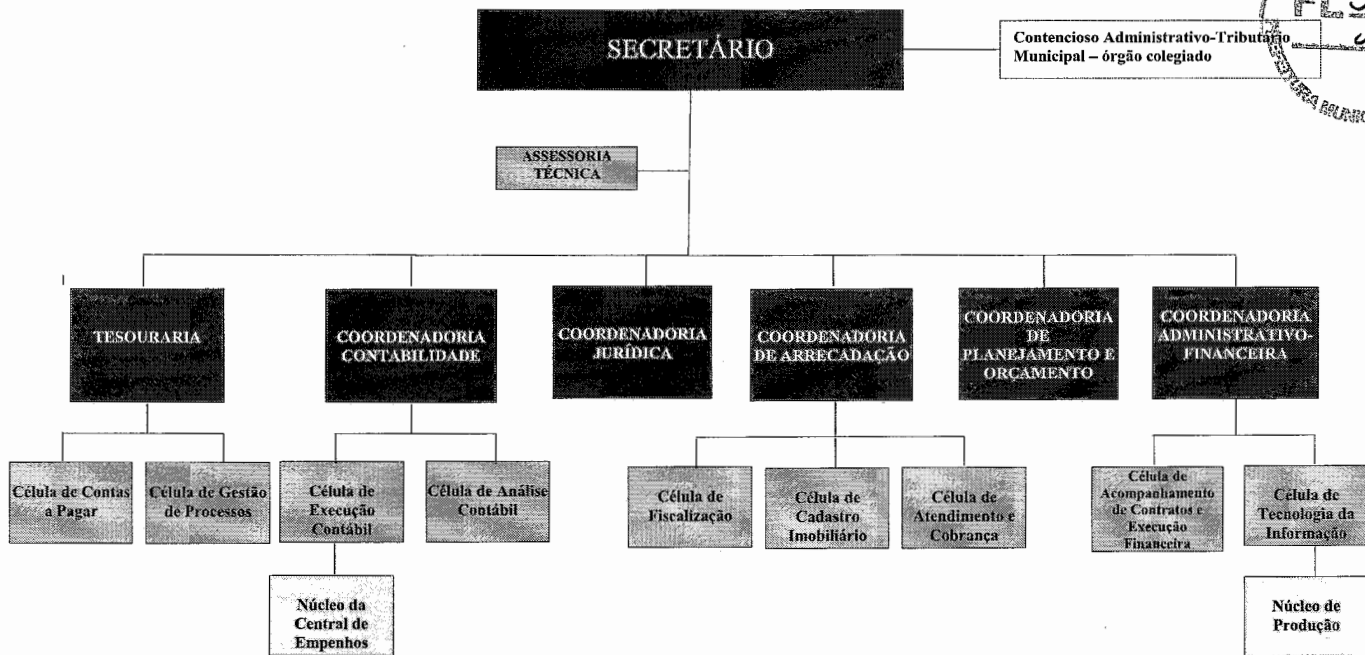 SECRETÁRIO
Contencioso Administrativo-Tributário
Municipal – órgão colegiado
ASSESSORIA
TÉCNICA
TESOURARIA
COORDENADORIA
CONTABILIDADE
COORDENADORIA
JURÍDICA
COORDENADORIA
DE ARRECADAÇÃO
COORDENADORIA
DE
PLANEJAMENTO E
ORÇAMENTO
COORDENADORIA
ADMINISTRATIVO-
FINANCEIRA
Célula de Contas
a Pagar
Célula de Gestão
de Processos
Célula de
Execução
Contábil
Célula de Análise
Contábil
Célula de
Fiscalização
Célula de
Cadastro
Imobiliário
Célula de
Atendimento e
Cobrança
Célula de
Acompanhamento
de Contratos e
Execução
Financeira
Célula de
Tecnologia da
Informação
Núcleo da
Central de
Empenhos
Núcleo de
Produção